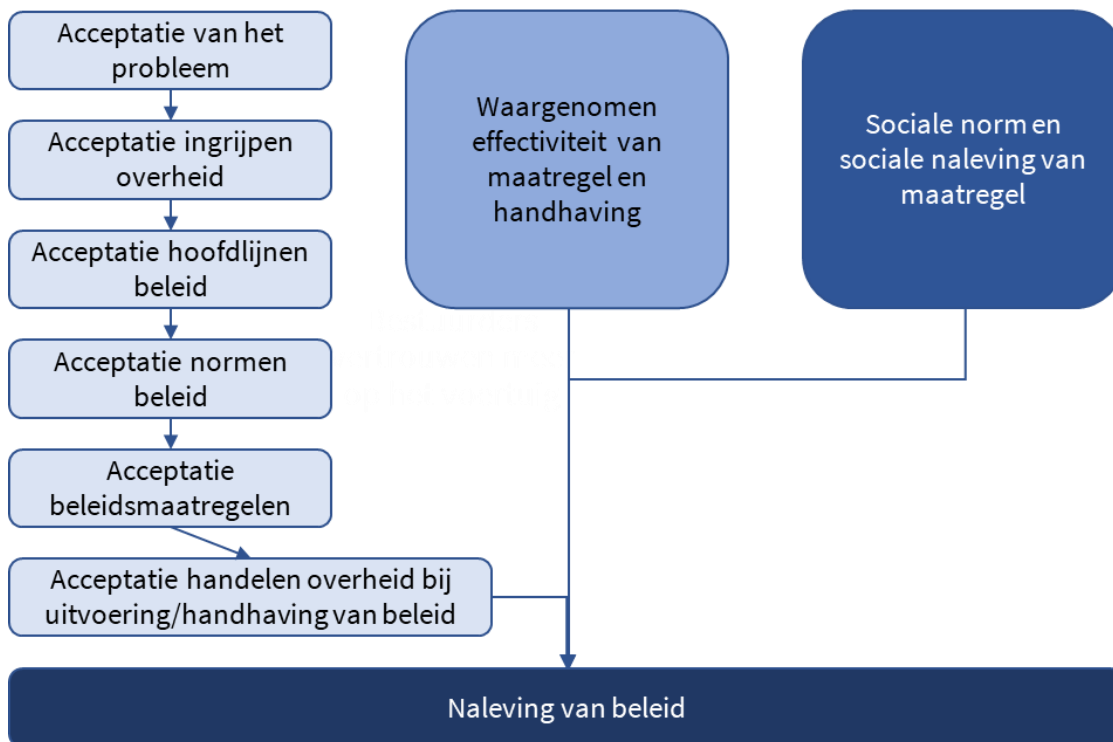 Acceptatie van het
probleem
Acceptatie ingrijpen
overheid
Acceptatie hoofdlijnen
beleid
Acceptatie normen
beleid
Acceptatie
beleidsmaatregelen
Acceptatie handelen overheid bij
uitvoering/handhaving van beleid
Waargenomen
effectiviteit van
maatregel en
handhaving
Sociale norm en
sociale naleving van
maatregel
Naleving van beleid